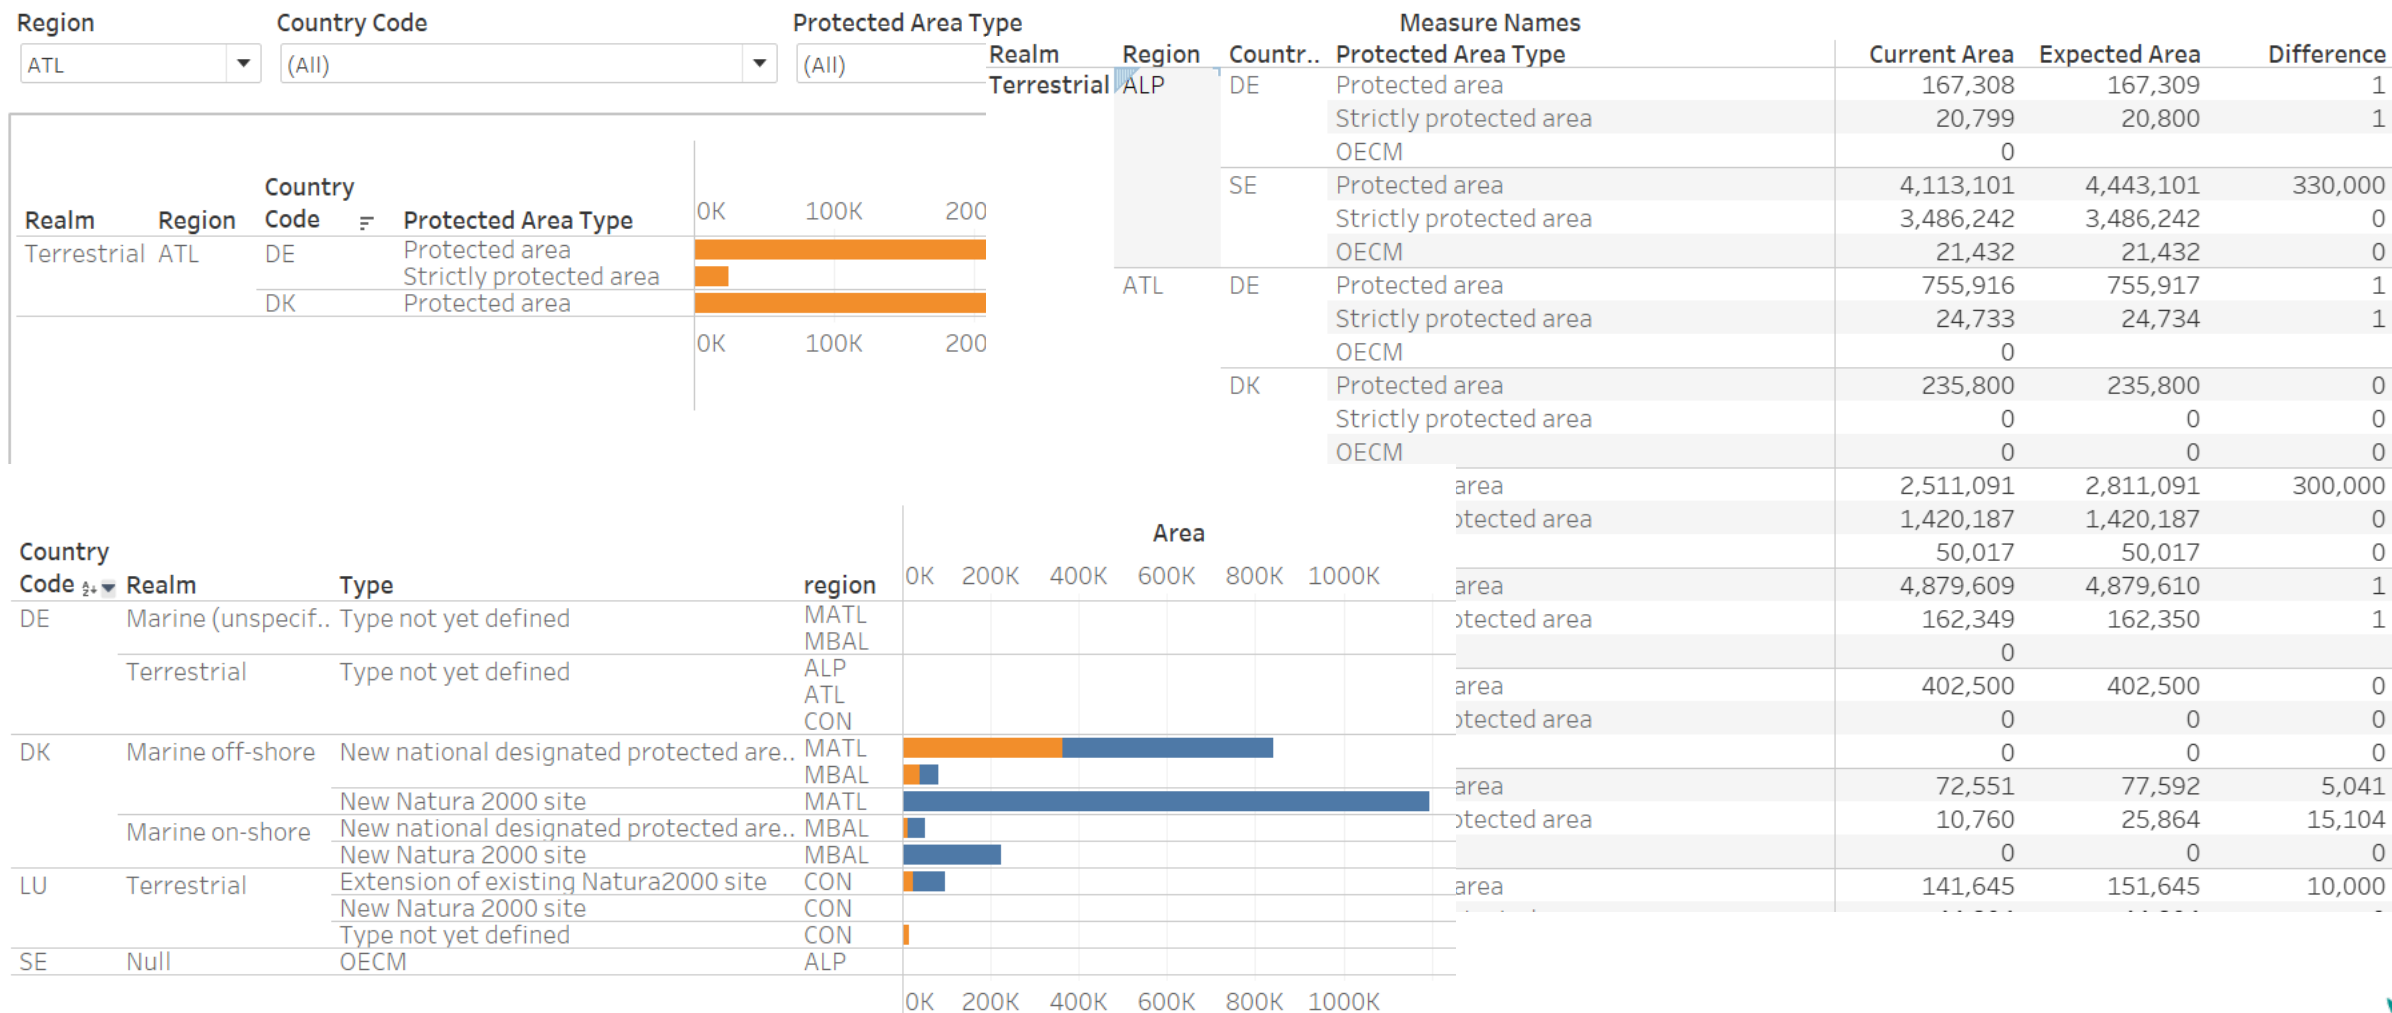 Region Country Code Protected Area Type
ATL (All) (All)
Country
Realm Region Code Protected Area Type 0K 100K 200
Terrestrial ATL DE Protected area
Strictly protected area
DK Protected area
0K 100K 200
Measure Names
Realm Region Countr.. Protected Area Type Current Area Expected Area Difference
Terrestrial ALP DE Protected area 167,308 167,309 1
Strictly protected area 20,799 20,800 1
OECM 0
SE Protected area 4,113,101 4,443,101 330,000
Strictly protected area 3,486,242 3,486,242 0
OECM 21,432 21,432 0
ATL DE Protected area 755,916 755,917 1
Strictly protected area 24,733 24,734 1
OECM 0
DK Protected area 235,800 235,800 0
Strictly protected area 0 0 0
OECM 0 0 0
area 2,511,091 2,811,091 300,000
otected area 1,420,187 1,420,187 0
50,017 50,017 0
area 4,879,609 4,879,610 1
otected area 162,349 162,350 1
0
area 402,500 402,500 0
otected area 0 0 0
0 0 0
area 72,551 77,592 5,041
otected area 10,760 25,864 15,104
0 0 0
area 141,645 151,645 10,000
Area
Country
Code Realm Type region 0K 200K 400K 600K 800K 1000K
DE Marine (unspecif.. Type not yet defined MATL
MBAL
Terrestrial Type not yet defined ALP
ATL
CON
DK Marine off-shore New national designated protected are.. MATL
MBAL
New Natura 2000 site MATL
Marine on-shore New national designated protected are.. MBAL
New Natura 2000 site MBAL
LU Terrestrial Extension of existing Natura2000 site CON
New Natura 2000 site CON
Type not yet defined CON
SE Null OECM ALP
0K 200K 400K 600K 800K 1000K